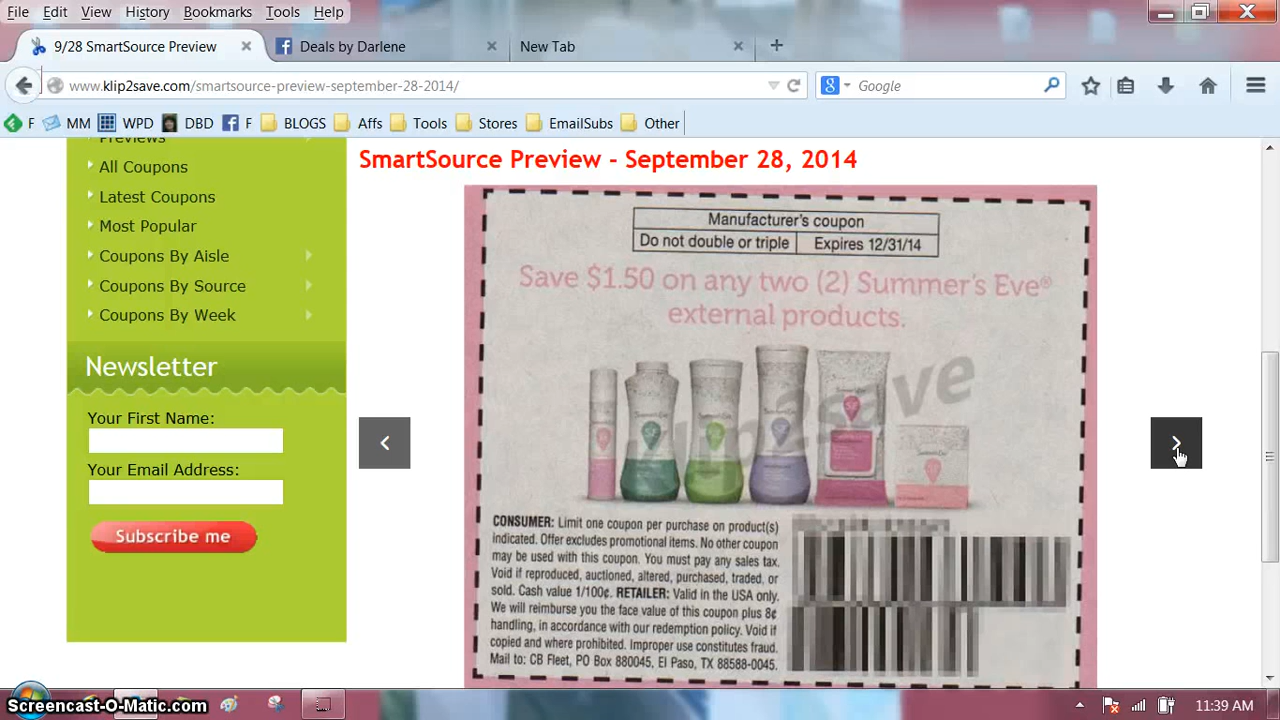 File Edit View History Bookmarks Tools Help
9/28 SmartSource Preview
Deals by Darlene
New Tab
www.klip2save.com/smartsource-preview-september-28-2014/
Google
F MM WPD DBD F BLOGS Affs Tools Stores EmailSubs Other
Previews
All Coupons
Latest Coupons
Most Popular
Coupons By Aisle
Coupons By Source
Coupons By Week
Newsletter
Your First Name:
Your Email Address:
Subscribe me
SmartSource Preview - September 28, 2014
Manufacturer's coupon
Do not double or triple Expires 12/31/14
Save $1.50 on any two (2) Summer's Eve®
external products.
klip2save
CONSUMER: Limit one coupon per purchase on product(s)
indicated. Offer excludes promotional items. No other coupon
may be used with this coupon. You must pay any sales tax.
Void if reproduced, auctioned, altered, purchased, traded, or
sold. Cash value 1/100¢. RETAILER: Valid in the USA only.
We will reimburse you the face value of this coupon plus 8¢
handling, in accordance with our redemption policy. Void if
copied and where prohibited. Improper use constitutes fraud.
Mail to: CB Fleet, PO Box 880045, El Paso, TX 88588-0045.
Screencast-O-Matic.com
11:39 AM